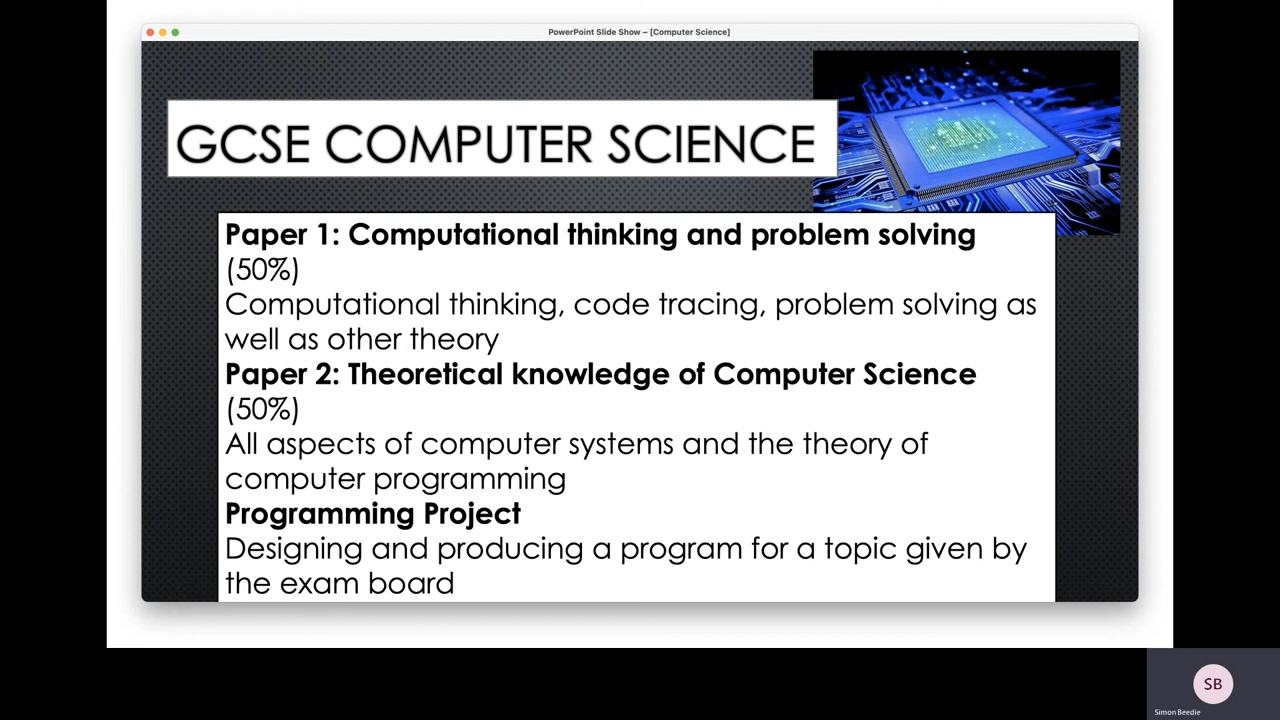 PowerPoint Slide Show – [Computer Science]
GCSE COMPUTER SCIENCE
Paper 1: Computational thinking and problem solving
(50%)
Computational thinking, code tracing, problem solving as
well as other theory
Paper 2: Theoretical knowledge of Computer Science
(50%)
All aspects of computer systems and the theory of
computer programming
Programming Project
Designing and producing a program for a topic given by
the exam board
SB
Simon Beedie